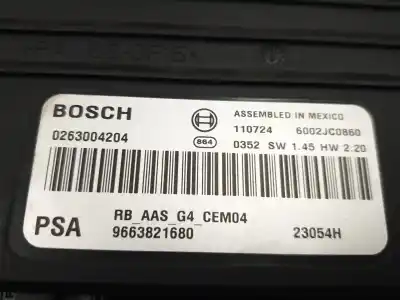 BOSCH
ASSEMBLED IN MEXICO
0263004204
110724 6002JC0860
864 0352 SW 1.45 HW 2.20
RB_AAS_G4_CEM04
PSA 9663821680 23054H